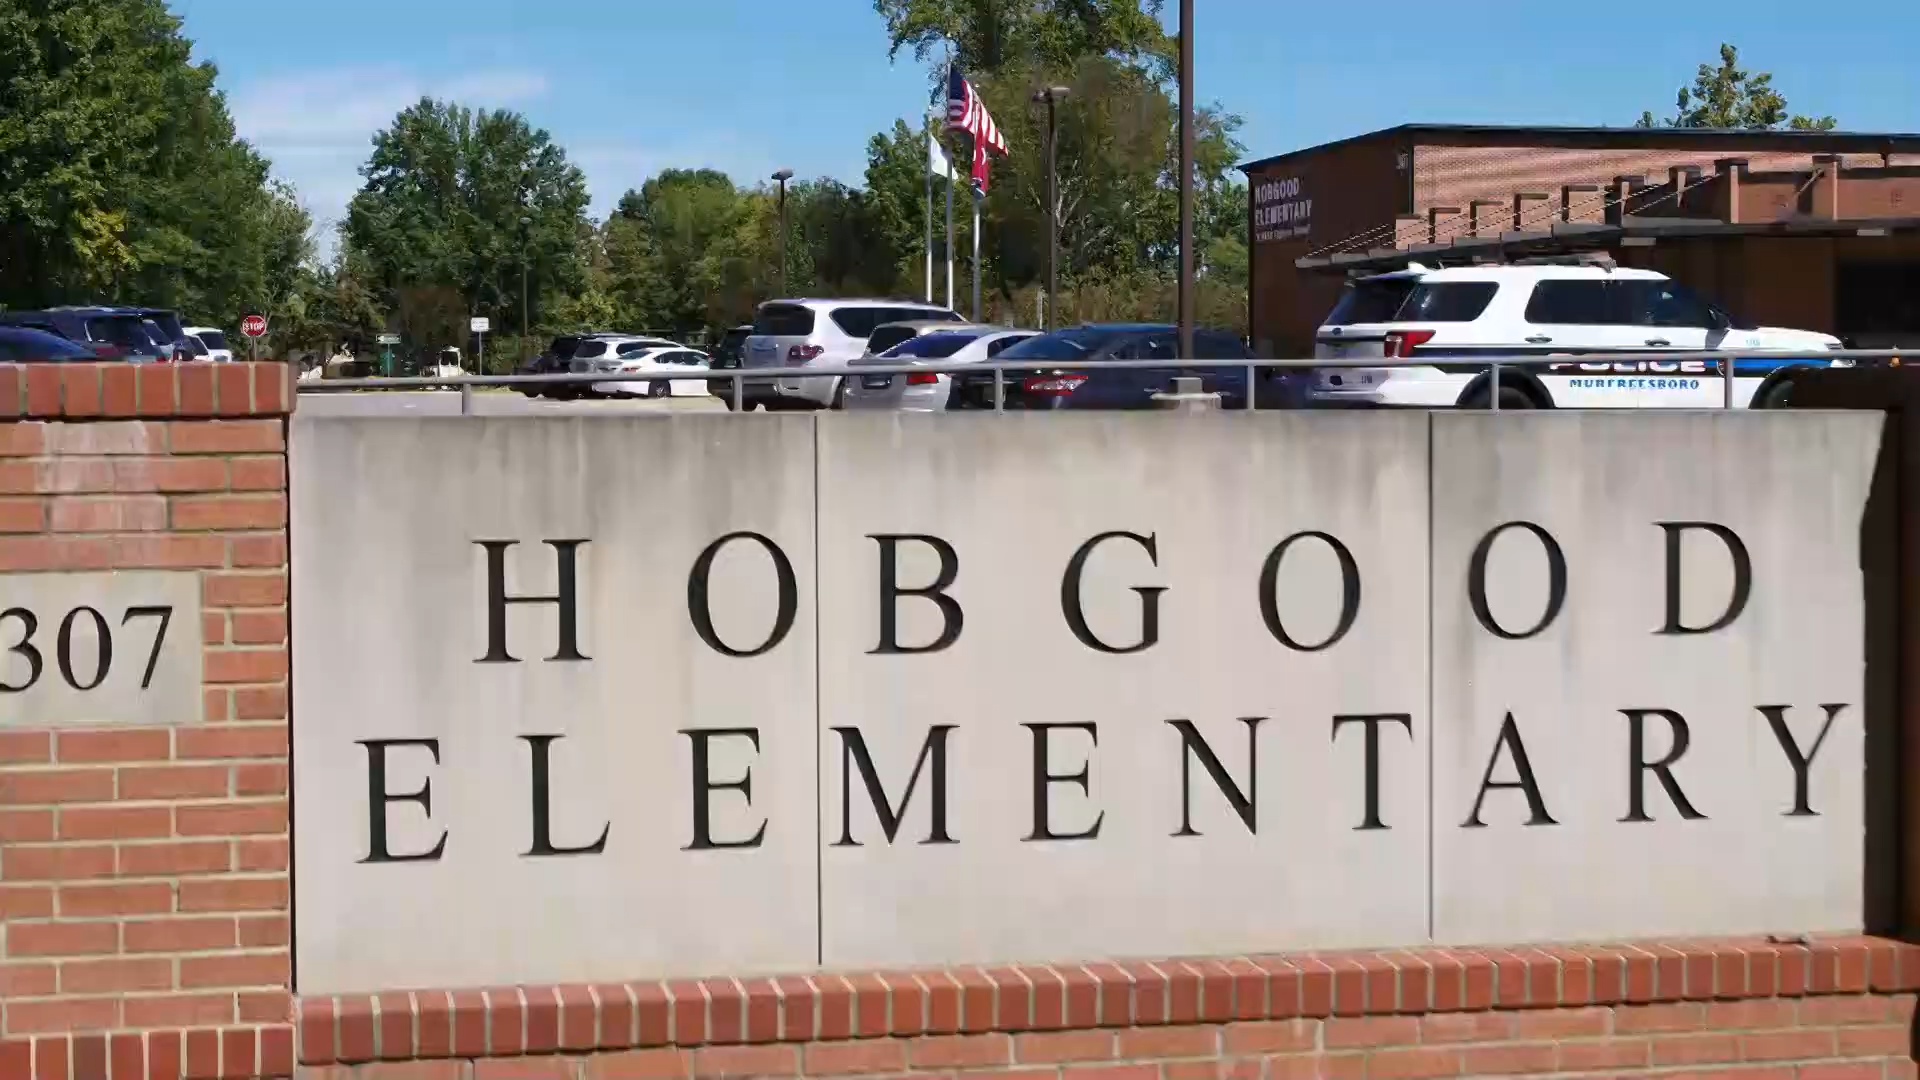 HOBGOOD
ELEMENTARY
STOP
POLICE
MURFREESBORO
307
HOBGOOD
ELEMENTARY